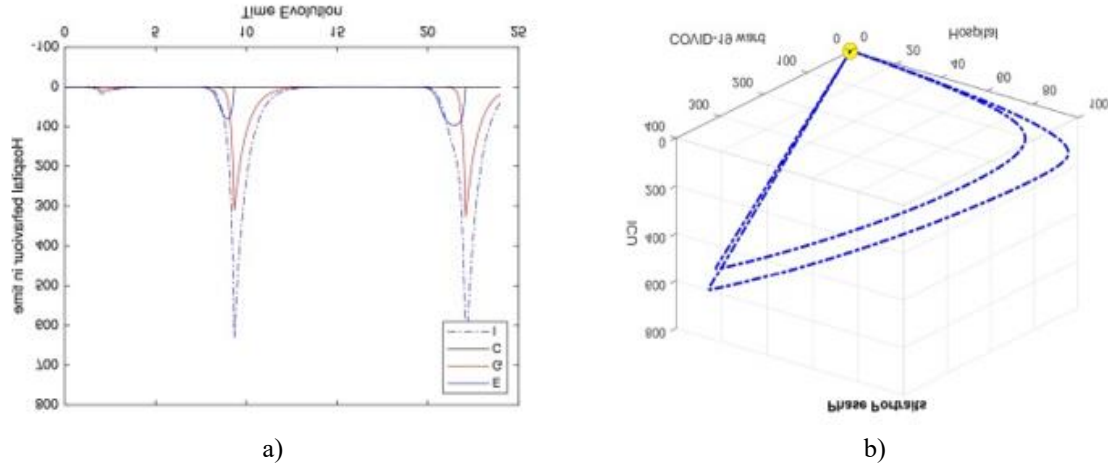 Time Evolution
0 5 10 15 20 25
-100
0
100
200
300
400
500
600
700
800
Hospital behaviour in time
I
C
G
E
a)
COVID-19 ward
Hospital
0 100 200 300 400
0 20 40 60 80 100
0
200
400
600
800
ICU
Phase Portraits
b)